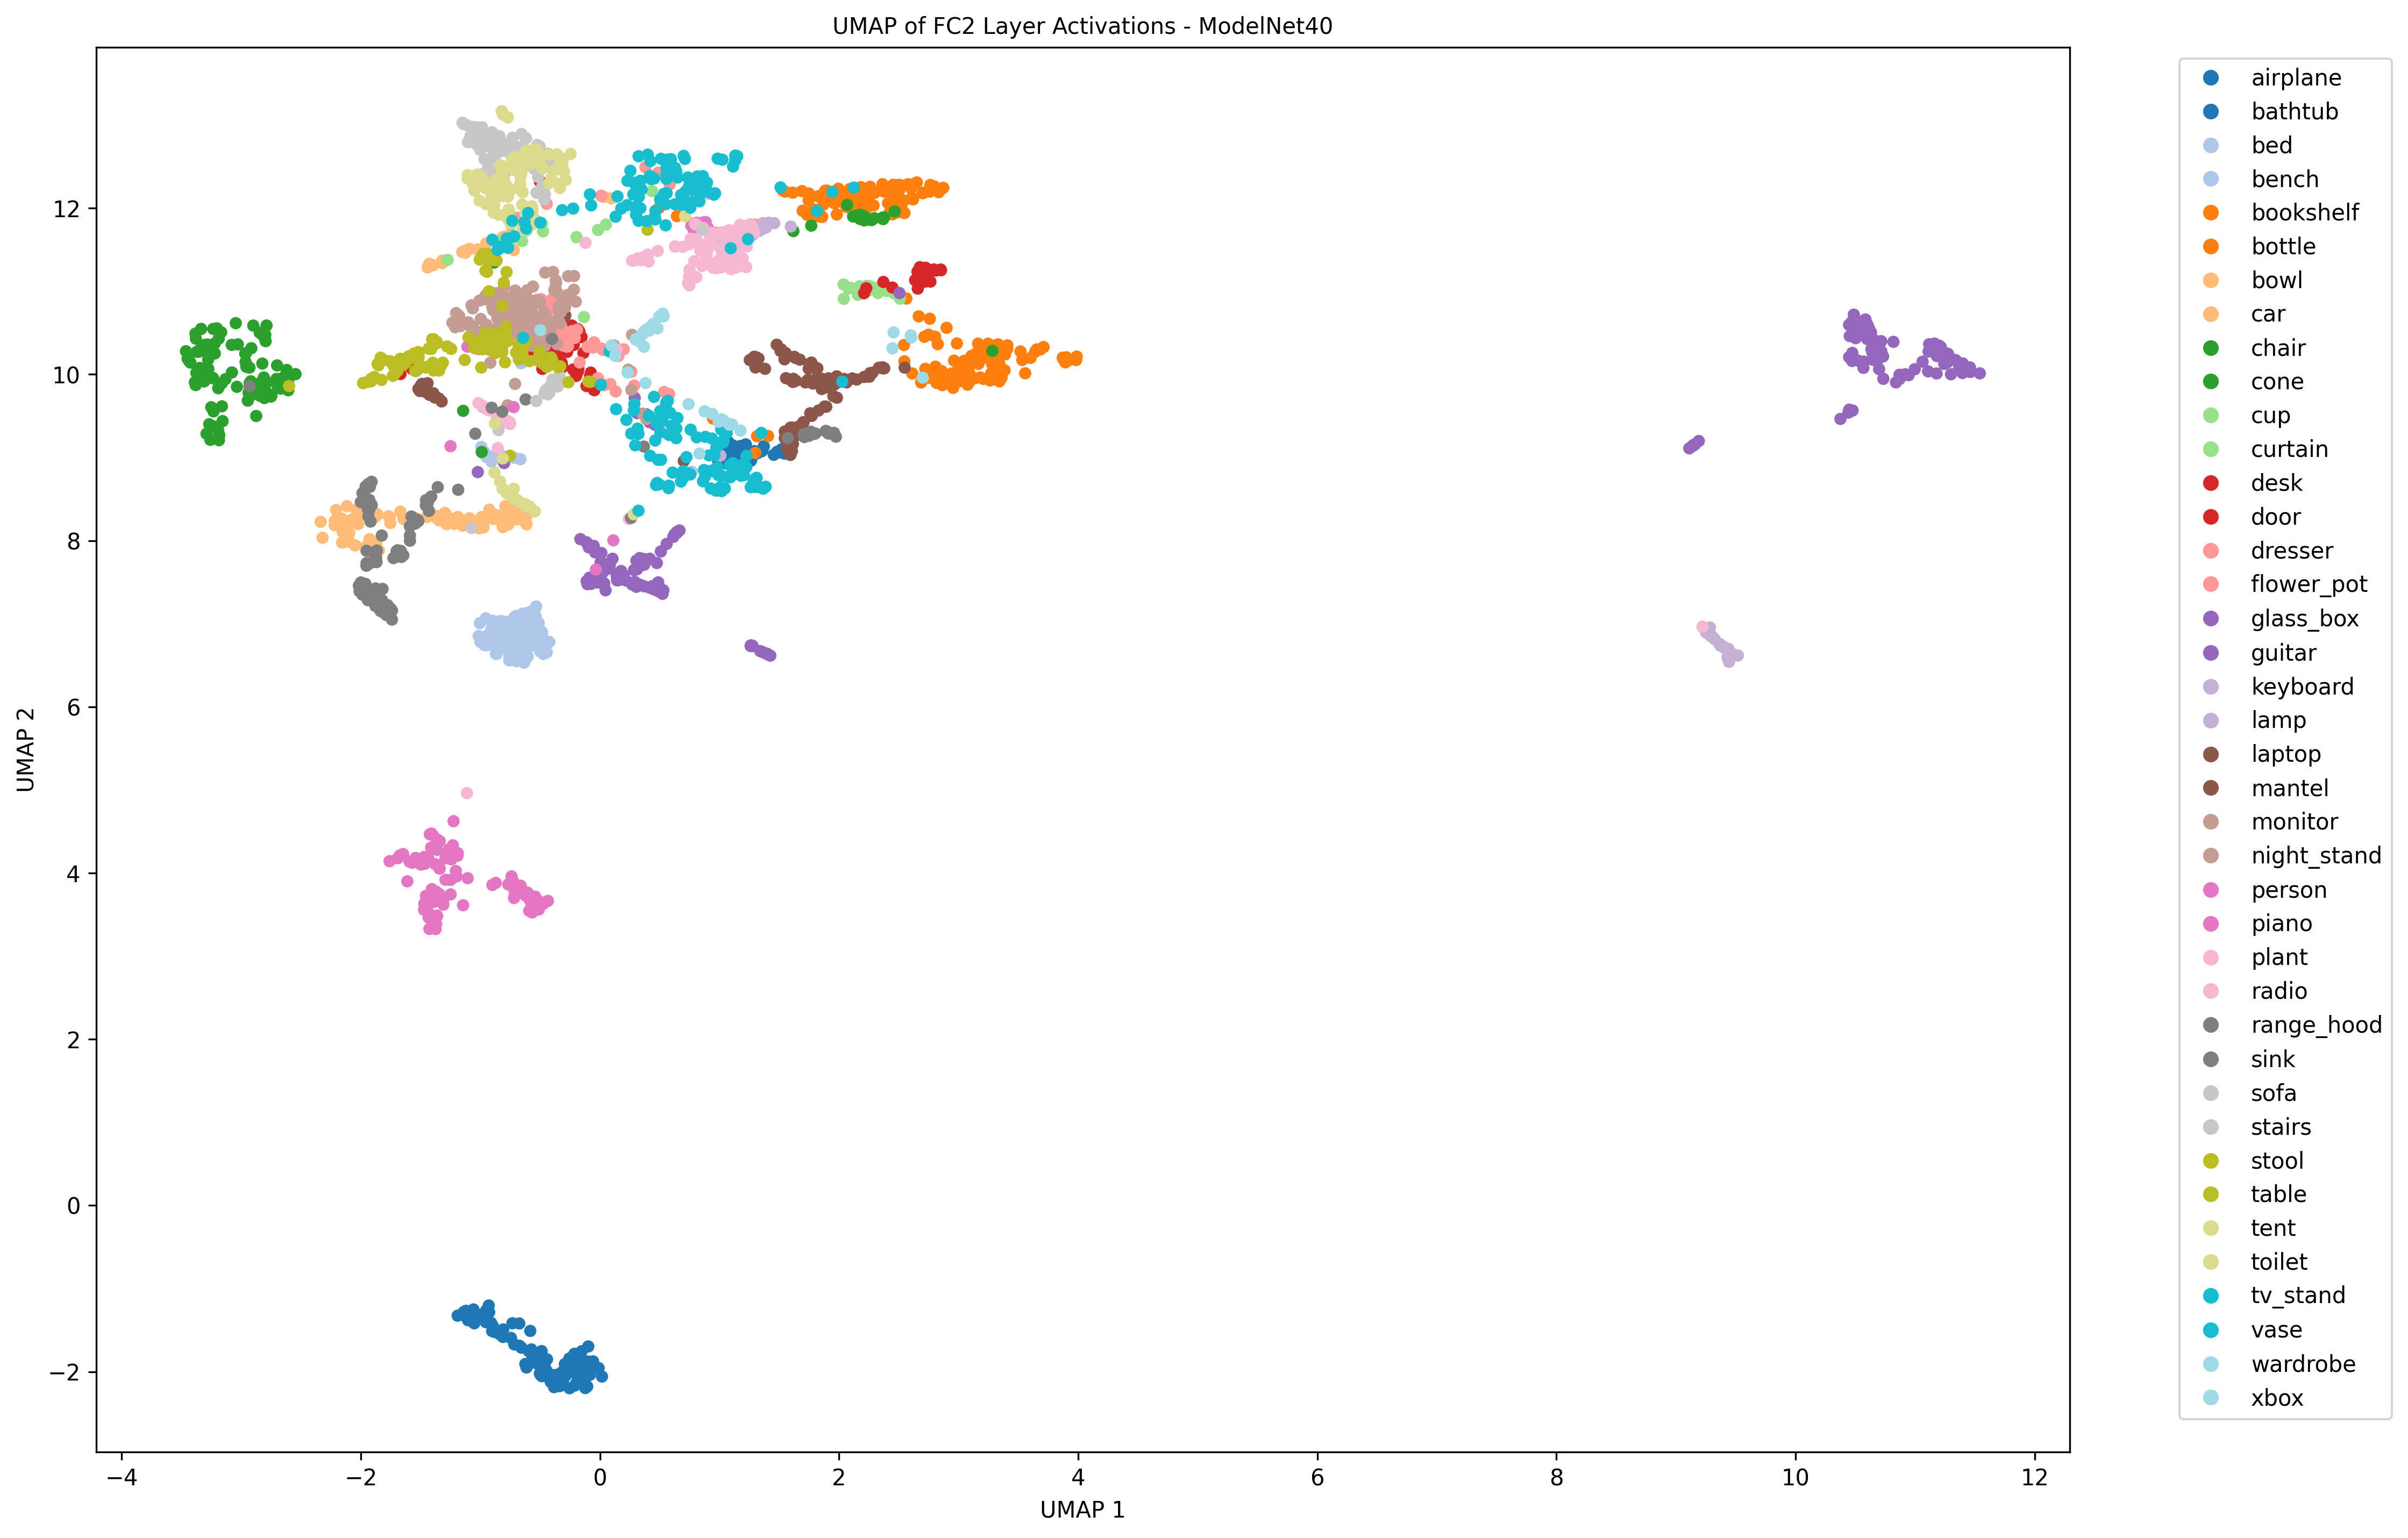 UMAP of FC2 Layer Activations - ModelNet40
12
10
8
6
4
2
0
−2
UMAP 2
−4
−2
0
2
4
6
8
10
12
UMAP 1
airplane
bathtub
bed
bench
bookshelf
bottle
bowl
car
chair
cone
cup
curtain
desk
door
dresser
flower_pot
glass_box
guitar
keyboard
lamp
laptop
mantel
monitor
night_stand
person
piano
plant
radio
range_hood
sink
sofa
stairs
stool
table
tent
toilet
tv_stand
vase
wardrobe
xbox